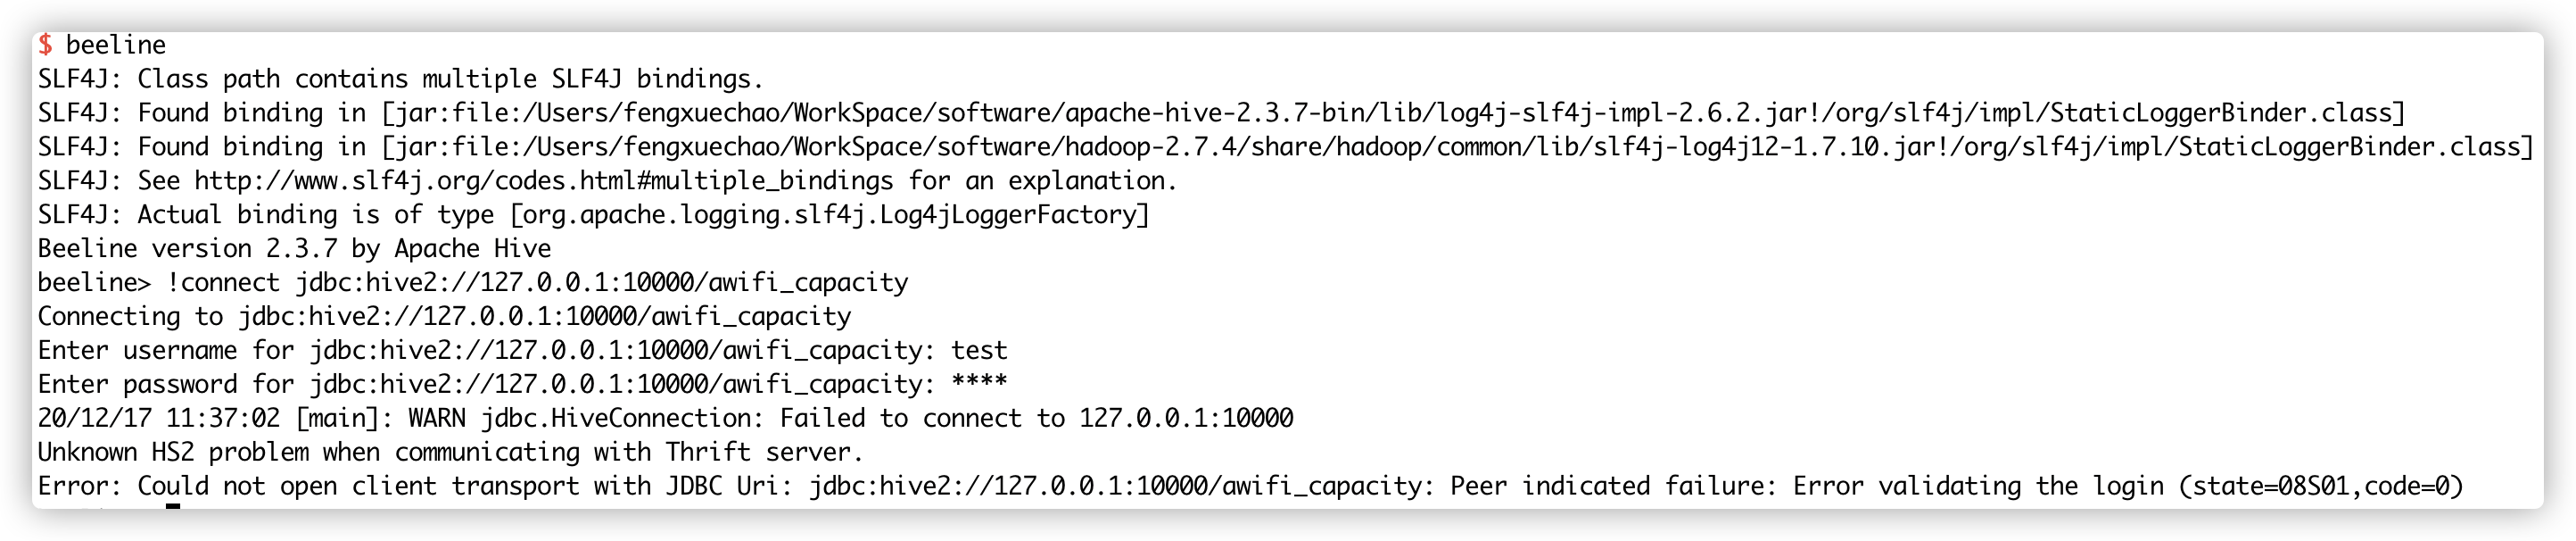 $ beeline
SLF4J: Class path contains multiple SLF4J bindings.
SLF4J: Found binding in [jar:file:/Users/fengxuechao/WorkSpace/software/apache-hive-2.3.7-bin/lib/log4j-slf4j-impl-2.6.2.jar!/org/slf4j/impl/StaticLoggerBinder.class]
SLF4J: Found binding in [jar:file:/Users/fengxuechao/WorkSpace/software/hadoop-2.7.4/share/hadoop/common/lib/slf4j-log4j12-1.7.10.jar!/org/slf4j/impl/StaticLoggerBinder.class]
SLF4J: See http://www.slf4j.org/codes.html#multiple_bindings for an explanation.
SLF4J: Actual binding is of type [org.apache.logging.slf4j.Log4jLoggerFactory]
Beeline version 2.3.7 by Apache Hive
beeline> !connect jdbc:hive2://127.0.0.1:10000/awifi_capacity
Connecting to jdbc:hive2://127.0.0.1:10000/awifi_capacity
Enter username for jdbc:hive2://127.0.0.1:10000/awifi_capacity: test
Enter password for jdbc:hive2://127.0.0.1:10000/awifi_capacity: ****
20/12/17 11:37:02 [main]: WARN jdbc.HiveConnection: Failed to connect to 127.0.0.1:10000
Unknown HS2 problem when communicating with Thrift server.
Error: Could not open client transport with JDBC Uri: jdbc:hive2://127.0.0.1:10000/awifi_capacity: Peer indicated failure: Error validating the login (state=08S01,code=0)